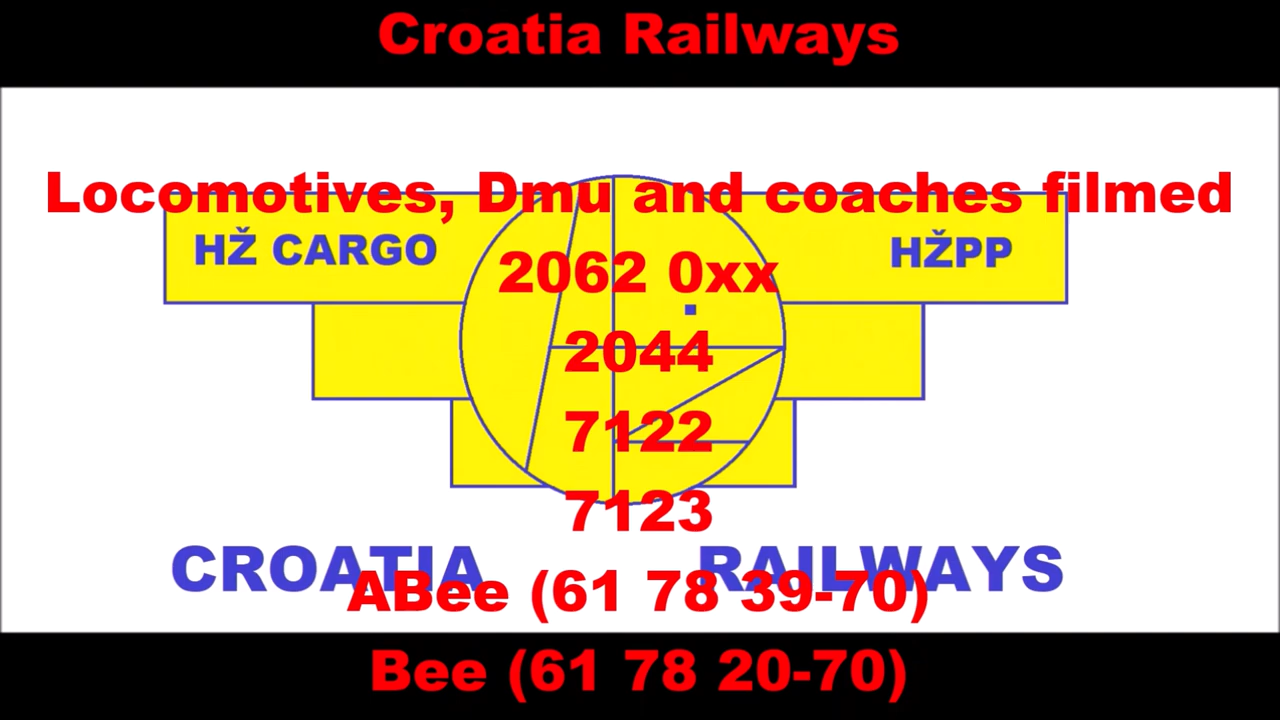 Croatia Railways
Locomotives, Dmu and coaches filmed
HŽ CARGO
HŽPP
2062 0xx
2044
7122
7123
CROATIA RAILWAYS
ABee (61 78 39-70)
Bee (61 78 20-70)